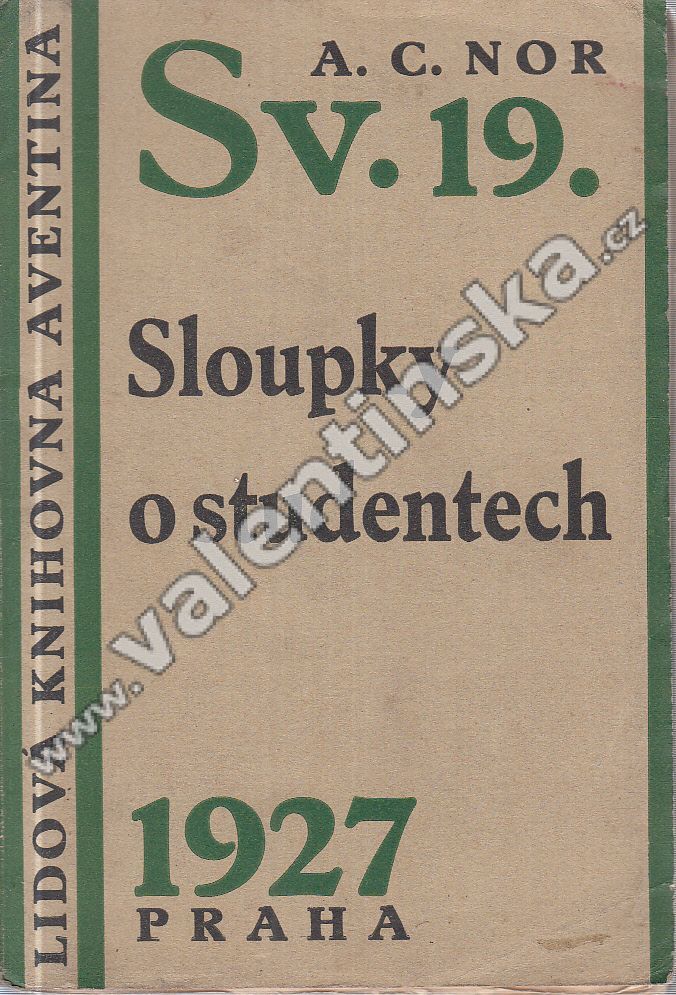 A. C. NOR
Sv. 19.
Sloupky
o studentech
1927
PRAHA
LIDOVÁ KNIHOVNA AVENTINA
www.valentinska.cz